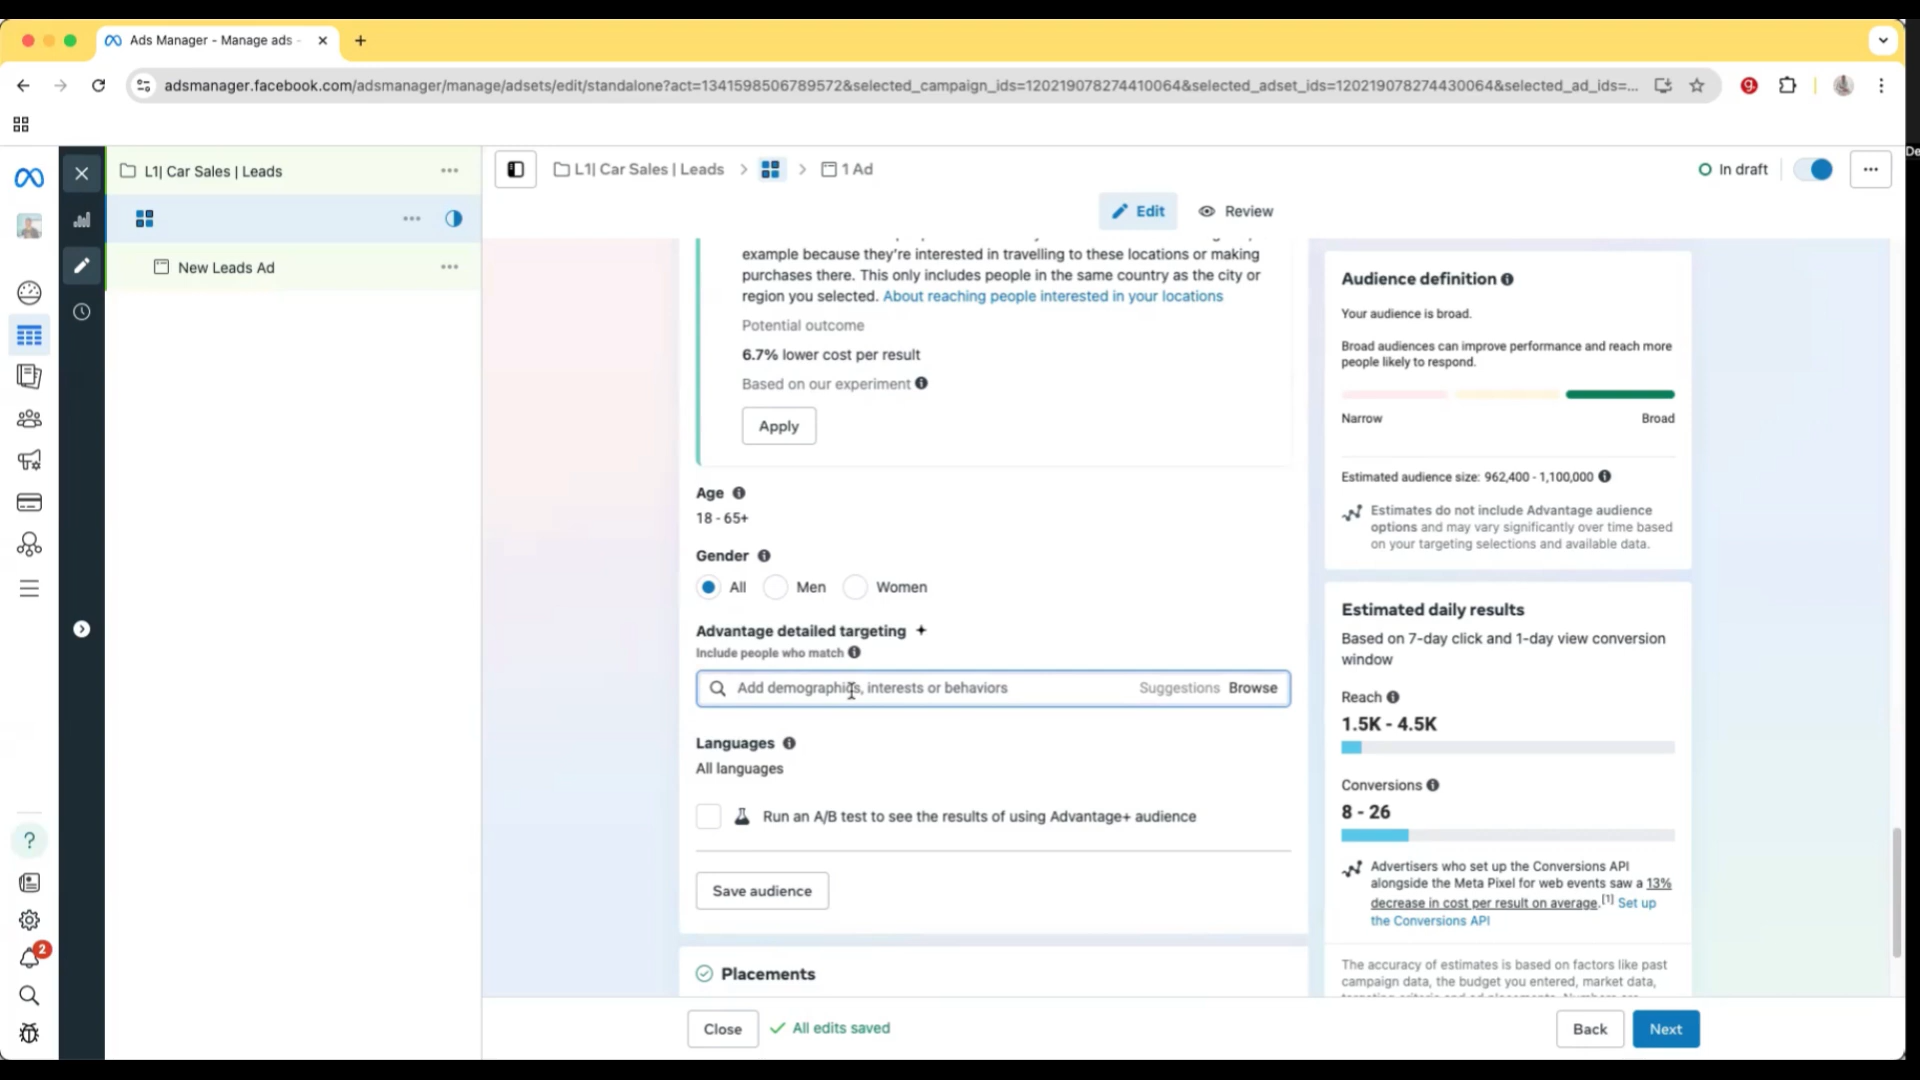 Ads Manager - Manage ads -
adsmanager.facebook.com/adsmanager/manage/adsets/edit/standalone?act=1341598506789572&selected_campaign_ids=120219078274410064&selected_adset_ids=120219078274430064&selected_ad_ids=...
De
L1| Car Sales | Leads
New Leads Ad
L1| Car Sales | Leads
1 Ad
In draft
Edit
Review
example because they're interested in travelling to these locations or making
purchases there. This only includes people in the same country as the city or
region you selected. About reaching people interested in your locations
Potential outcome
6.7% lower cost per result
Based on our experiment
Apply
Age
18 - 65+
Gender
All
Men
Women
Advantage detailed targeting +
Include people who match
Add demographics, interests or behaviors
Suggestions
Browse
Languages
All languages
Run an A/B test to see the results of using Advantage+ audience
Save audience
Placements
Close
All edits saved
Back
Next
Audience definition
Your audience is broad.
Broad audiences can improve performance and reach more
people likely to respond.
Narrow
Broad
Estimated audience size: 962,400 - 1,100,000
Estimates do not include Advantage audience
options and may vary significantly over time based
on your targeting selections and available data.
Estimated daily results
Based on 7-day click and 1-day view conversion
window
Reach
1.5K - 4.5K
Conversions
8 - 26
Advertisers who set up the Conversions API
alongside the Meta Pixel for web events saw a 13%
decrease in cost per result on average.[1] Set up
the Conversions API
The accuracy of estimates is based on factors like past
campaign data, the budget you entered, market data,
2